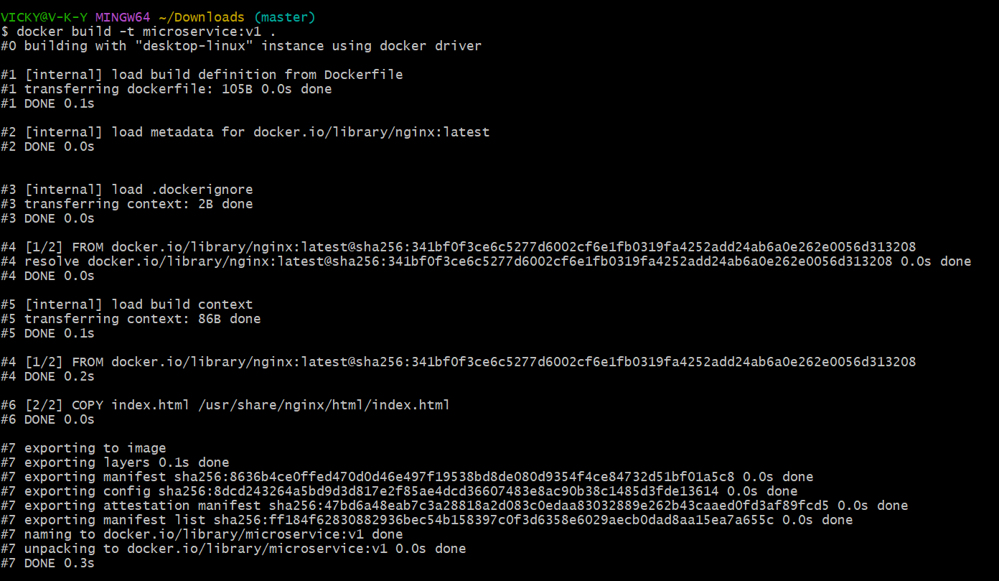 VICKY@V-K-Y MINGW64 ~/Downloads (master)
$ docker build -t microservice:v1 .
#0 building with "desktop-linux" instance using docker driver
#1 [internal] load build definition from Dockerfile
#1 transferring dockerfile: 105B 0.0s done
#1 DONE 0.1s
#2 [internal] load metadata for docker.io/library/nginx:latest
#2 DONE 0.0s
#3 [internal] load .dockerignore
#3 transferring context: 2B done
#3 DONE 0.0s
#4 [1/2] FROM docker.io/library/nginx:latest@sha256:341bf0f3ce6c5277d6002cf6e1fb0319fa4252add24ab6a0e262e0056d313208
#4 resolve docker.io/library/nginx:latest@sha256:341bf0f3ce6c5277d6002cf6e1fb0319fa4252add24ab6a0e262e0056d313208 0.0s done
#4 DONE 0.0s
#5 [internal] load build context
#5 transferring context: 86B done
#5 DONE 0.1s
#4 [1/2] FROM docker.io/library/nginx:latest@sha256:341bf0f3ce6c5277d6002cf6e1fb0319fa4252add24ab6a0e262e0056d313208
#4 DONE 0.2s
#6 [2/2] COPY index.html /usr/share/nginx/html/index.html
#6 DONE 0.0s
#7 exporting to image
#7 exporting layers 0.1s done
#7 exporting manifest sha256:8636b4ce0ffed470d0d46e497f19538bd8de080d9354f4ce84732d51bf01a5c8 0.0s done
#7 exporting config sha256:8dcd243264a5bd9d3d817e2f85ae4dcd36607483e8ac90b38c1485d3fde13614 0.0s done
#7 exporting attestation manifest sha256:47bd6a48eab7c3a28818a2d083c0edaa83032889e262b43caaed0fd3af89fcd5 0.0s done
#7 exporting manifest list sha256:ff184f62830882936bec54b158397c0f3d6358e6029aecb0dad8aa15ea7a655c 0.0s done
#7 naming to docker.io/library/microservice:v1 done
#7 unpacking to docker.io/library/microservice:v1 0.0s done
#7 DONE 0.3s